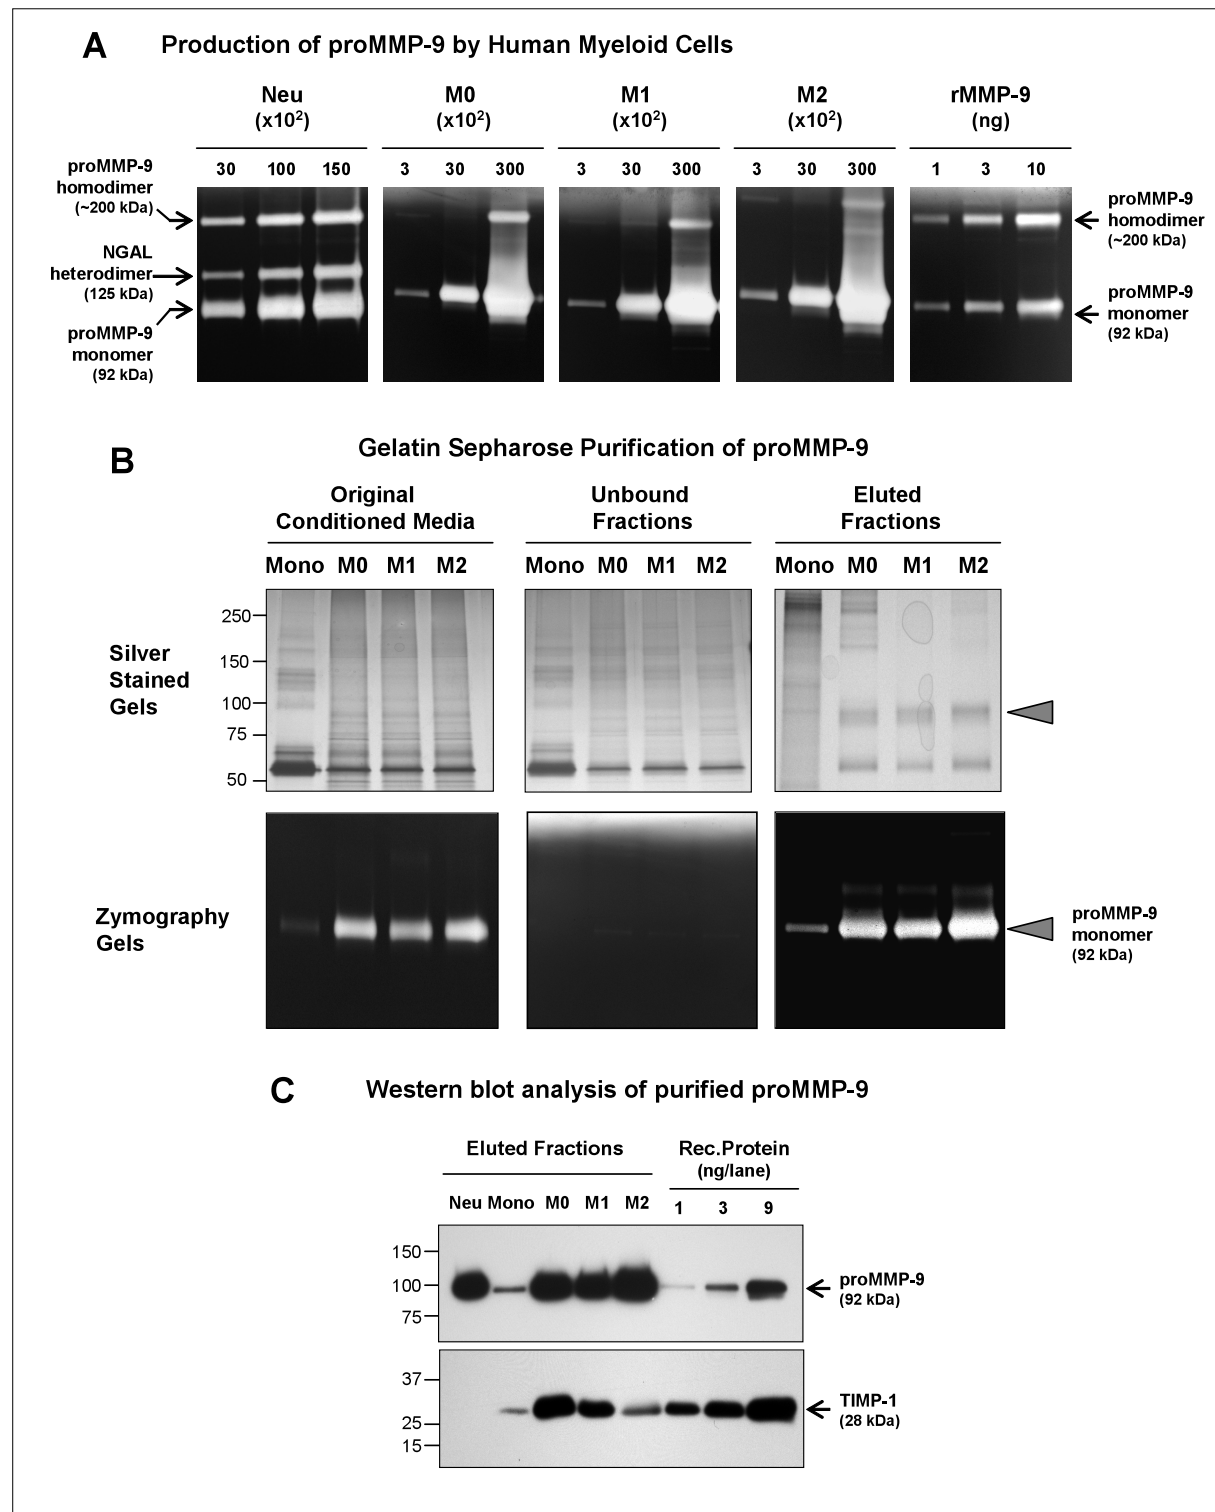 A Production of proMMP-9 by Human Myeloid Cells
Neu M0 M1 M2 rMMP-9
(x10²) (x10²) (x10²) (x10²) (ng)
30 100 150 3 30 300 3 30 300 3 30 300 1 3 10
proMMP-9
homodimer
(~200 kDa)
NGAL
heterodimer
(125 kDa)
proMMP-9
monomer
(92 kDa)
proMMP-9
homodimer
(~200 kDa)
proMMP-9
monomer
(92 kDa)
B Gelatin Sepharose Purification of proMMP-9
Original
Conditioned Media
Unbound
Fractions
Eluted
Fractions
Mono M0 M1 M2 Mono M0 M1 M2 Mono M0 M1 M2
Silver
Stained
Gels
250
150
100
75
50
Zymography
Gels
proMMP-9
monomer
(92 kDa)
C Western blot analysis of purified proMMP-9
Eluted Fractions
Rec.Protein
(ng/lane)
Neu Mono M0 M1 M2 1 3 9
150
100
75
proMMP-9
(92 kDa)
37
25
15
TIMP-1
(28 kDa)